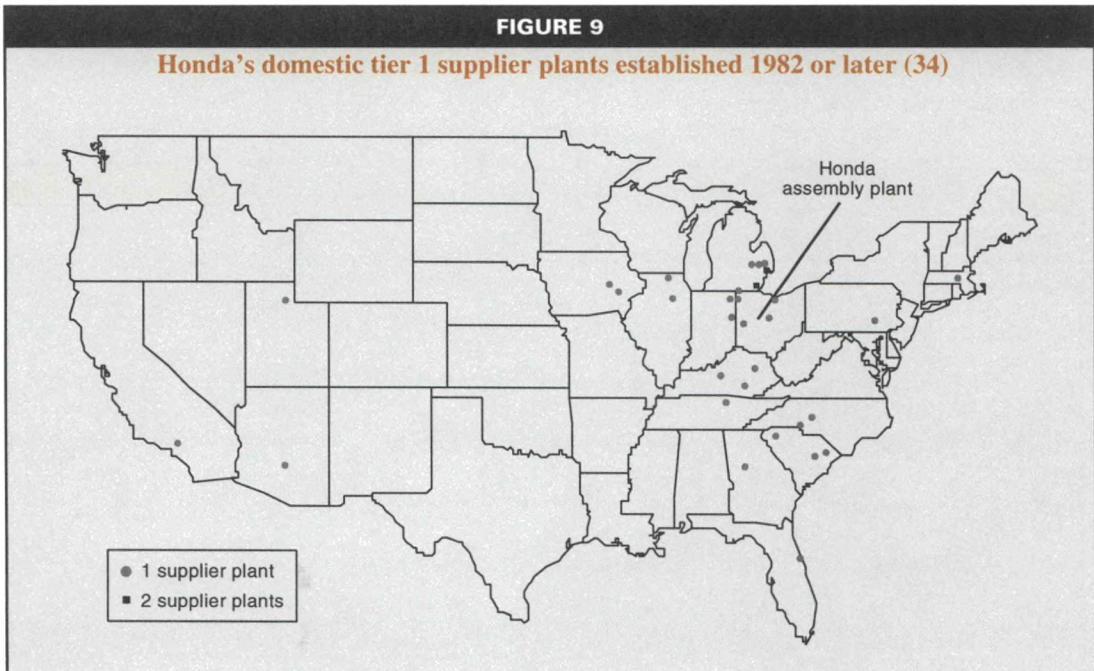 FIGURE 9
Honda's domestic tier 1 supplier plants established 1982 or later (34)
Honda
assembly plant
1 supplier plant
2 supplier plants